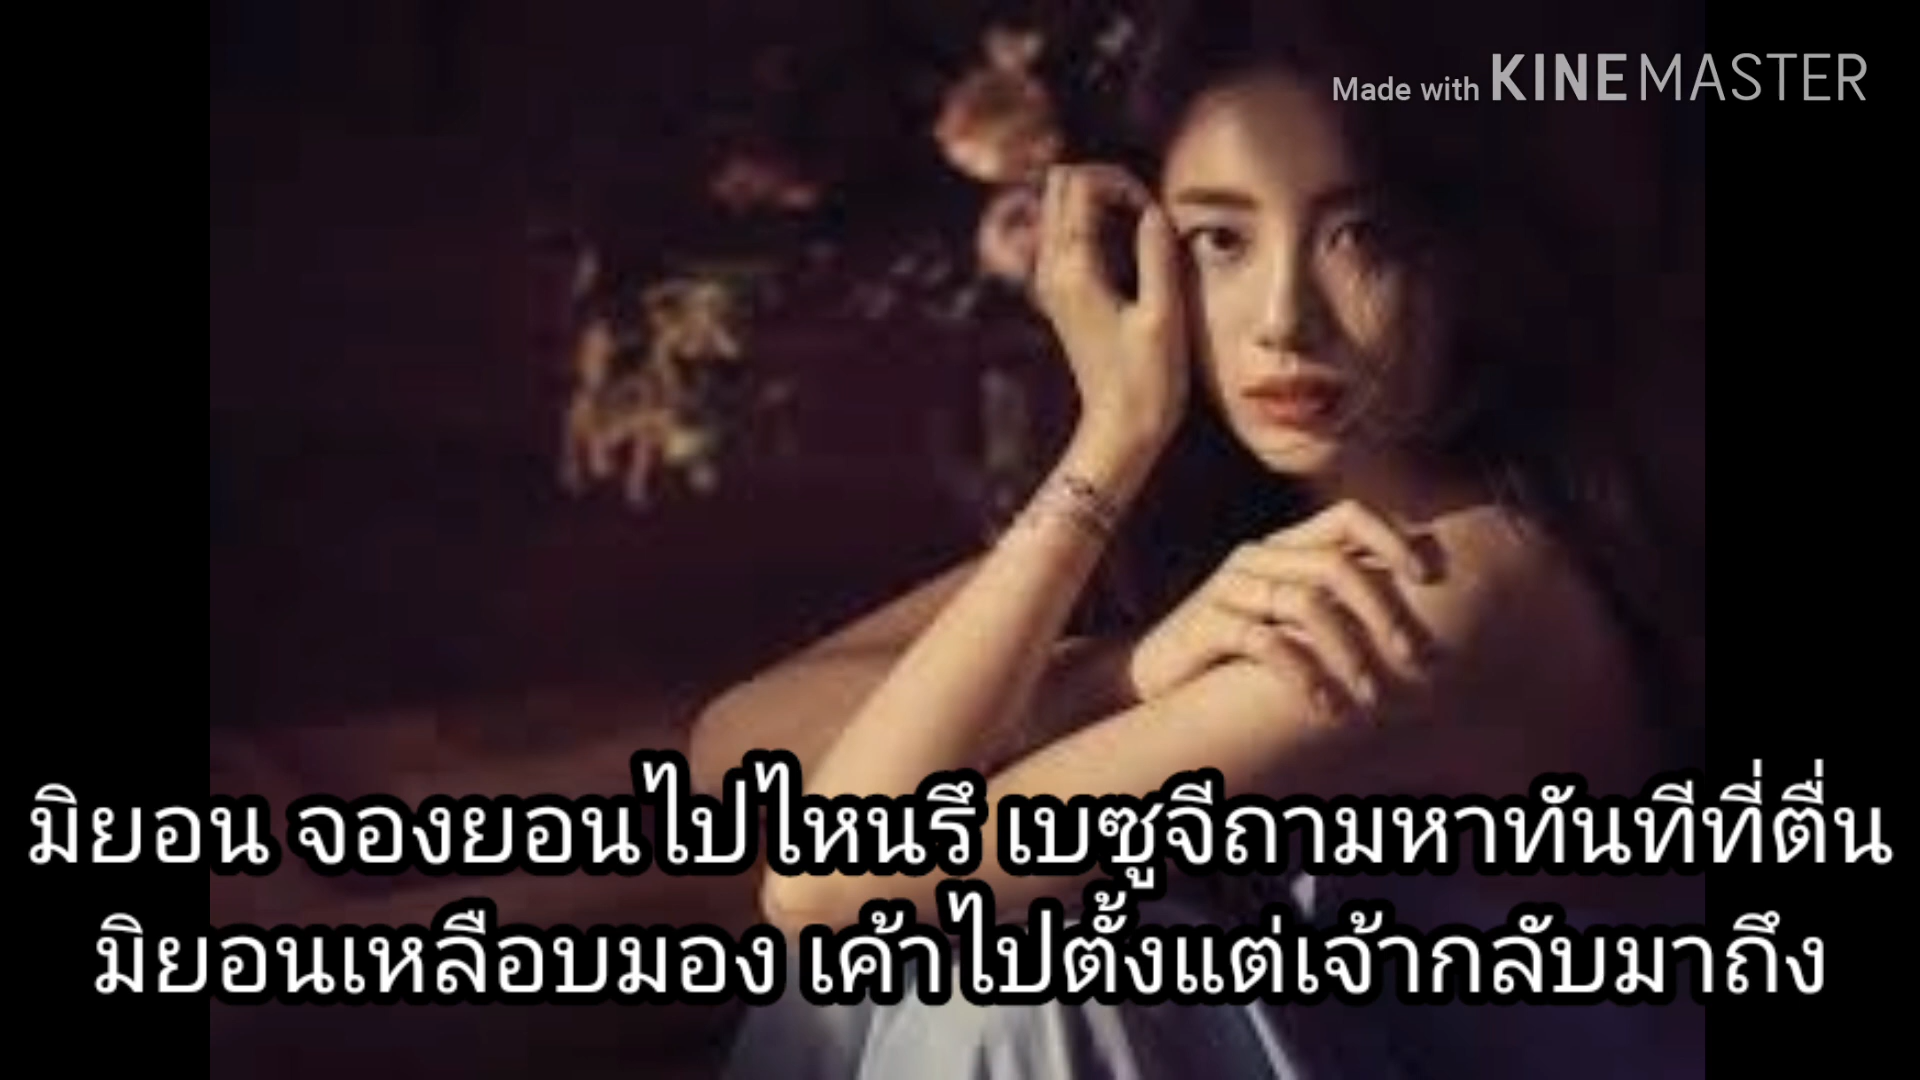 Made with KINEMASTER
มิยอน จองยอนไปไหนรึ เบซูจีถามหาทันทีที่ตื่น
มิยอนเหลือบมอง เค้าไปตั้งแต่เจ้ากลับมาถึง